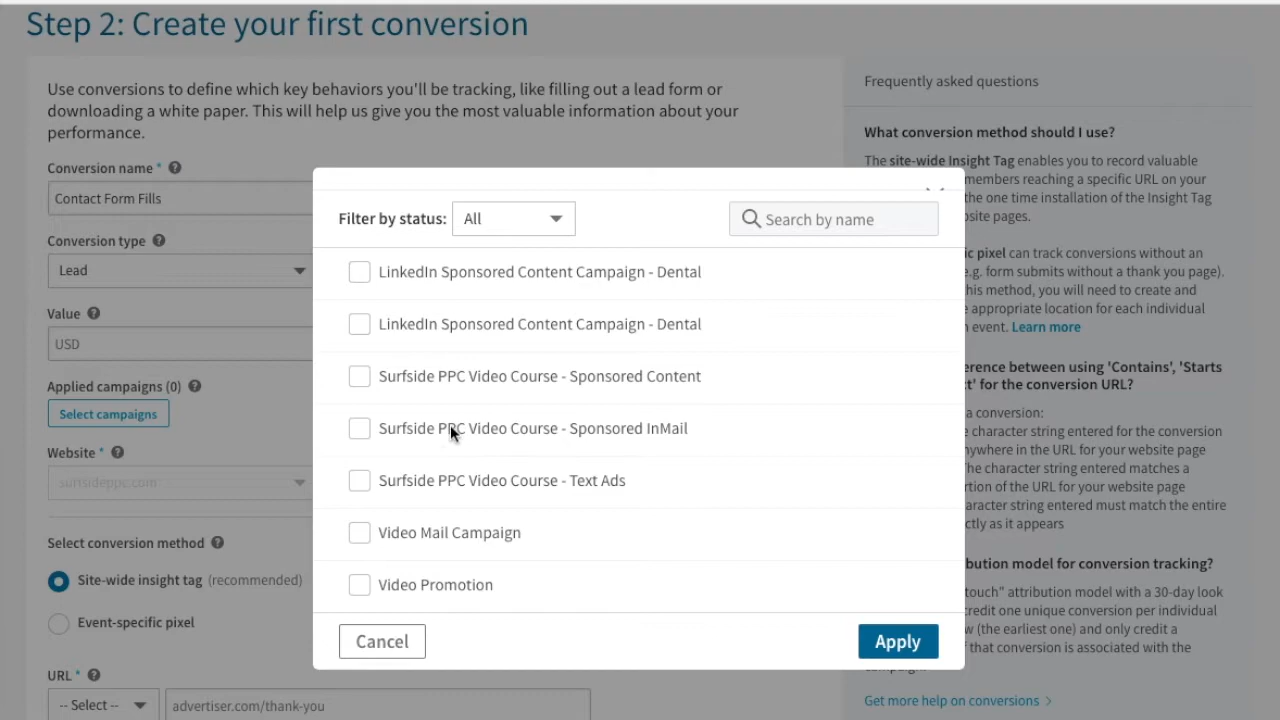 Step 2: Create your first conversion
Use conversions to define which key behaviors you'll be tracking, like filling out a lead form or
downloading a white paper. This will help us give you the most valuable information about your
performance.
Conversion name *
Contact Form Fills
Conversion type
Lead
Value
USD
Applied campaigns (0)
Select campaigns
Website *
surfsideppc.com
Select conversion method
Site-wide insight tag (recommended)
Event-specific pixel
URL *
-- Select --
advertiser.com/thank-you
Filter by status:
All
Search by name
LinkedIn Sponsored Content Campaign - Dental
LinkedIn Sponsored Content Campaign - Dental
Surfside PPC Video Course - Sponsored Content
Surfside PPC Video Course - Sponsored InMail
Surfside PPC Video Course - Text Ads
Video Mail Campaign
Video Promotion
Cancel
Apply
Frequently asked questions
What conversion method should I use?
The site-wide Insight Tag enables you to record valuable
members reaching a specific URL on your
the one time installation of the Insight Tag
site pages.
ic pixel can track conversions without an
e.g. form submits without a thank you page).
his method, you will need to create and
appropriate location for each individual
event. Learn more
erence between using 'Contains', 'Starts
ct' for the conversion URL?
a conversion:
e character string entered for the conversion
nywhere in the URL for your website page
he character string entered matches a
rtion of the URL for your website page
aracter string entered must match the entire
ctly as it appears
bution model for conversion tracking?
touch" attribution model with a 30-day look
credit one unique conversion per individual
w (the earliest one) and only credit a
that conversion is associated with the
Get more help on conversions